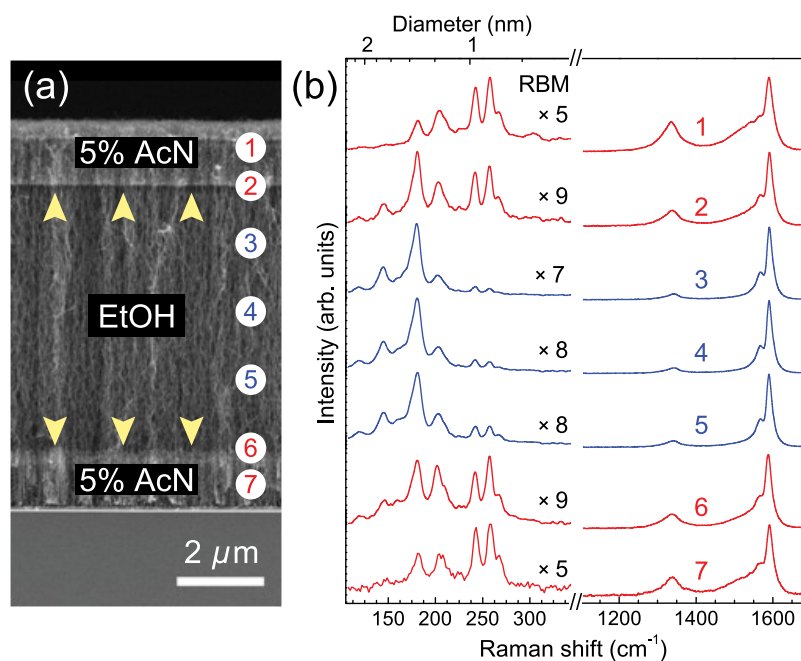 (a)
5% AcN
1
2
3
EtOH
4
5
6
5% AcN
7
2 μm
(b)
Diameter (nm)
2
1
RBM
× 5
1
× 9
2
× 7
3
× 8
4
× 8
5
× 9
6
× 5
7
Intensity (arb. units)
150 200 250 300 1200 1400 1600
Raman shift (cm⁻¹)